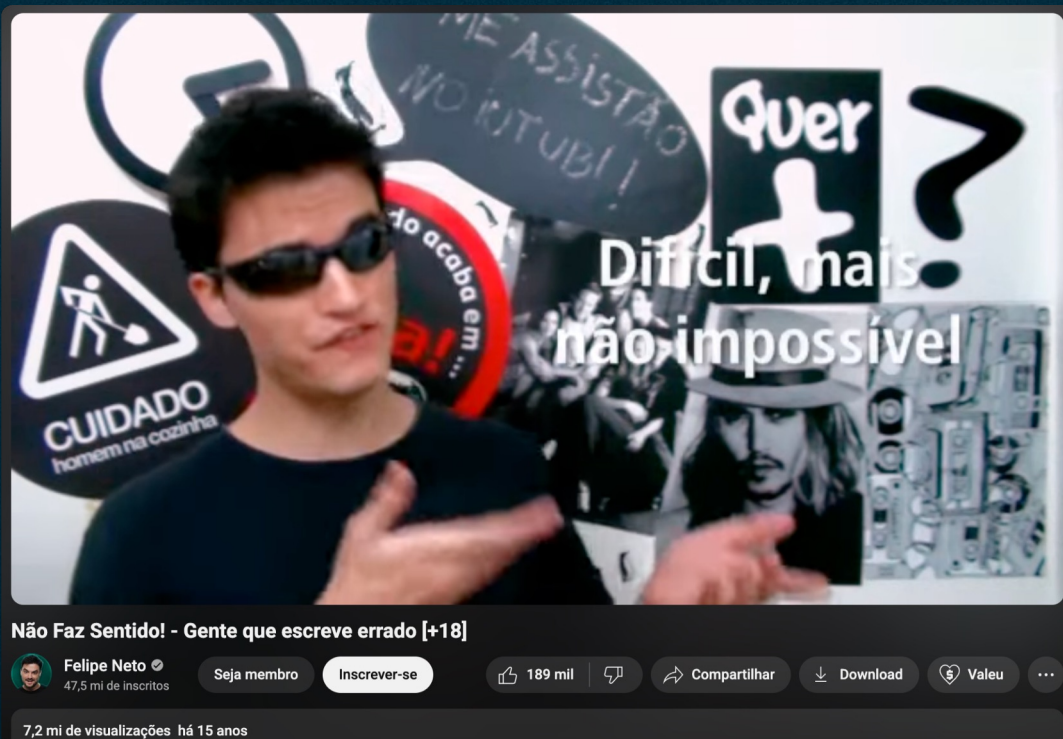 ME ASSISTÃO
NO IUTUBÍ!
Quer
+
?
do acaba em...
a!
CUIDADO
homem na cozinha
Difícil, mais
não impossível
Não Faz Sentido! - Gente que escreve errado [+18]
Felipe Neto
47,5 mi de inscritos
Seja membro
Inscrever-se
189 mil
Compartilhar
Download
Valeu
...
7,2 mi de visualizações há 15 anos